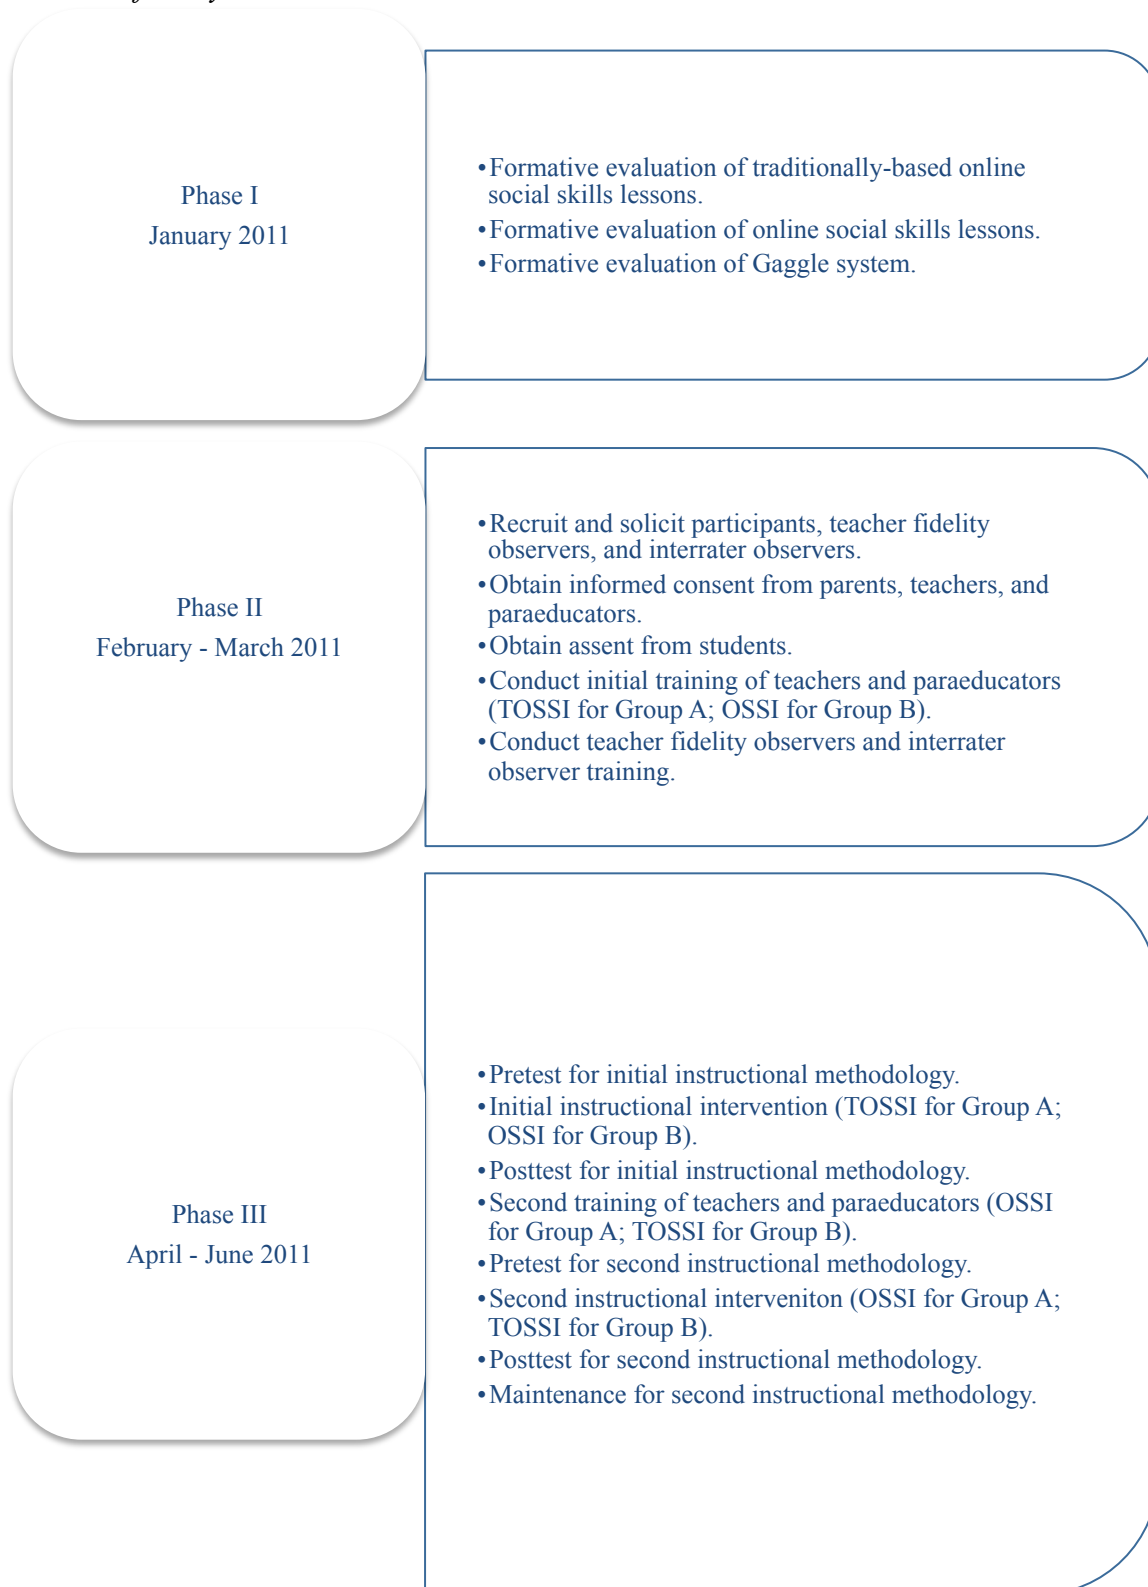 Phase I
January 2011
•Formative evaluation of traditionally-based online
social skills lessons.
•Formative evaluation of online social skills lessons.
•Formative evaluation of Gaggle system.
Phase II
February - March 2011
•Recruit and solicit participants, teacher fidelity
observers, and interrater observers.
•Obtain informed consent from parents, teachers, and
paraeducators.
•Obtain assent from students.
•Conduct initial training of teachers and paraeducators
(TOSSI for Group A; OSSI for Group B).
•Conduct teacher fidelity observers and interrater
observer training.
Phase III
April - June 2011
•Pretest for initial instructional methodology.
•Initial instructional intervention (TOSSI for Group A;
OSSI for Group B).
•Posttest for initial instructional methodology.
•Second training of teachers and paraeducators (OSSI
for Group A; TOSSI for Group B).
•Pretest for second instructional methodology.
•Second instructional interveniton (OSSI for Group A;
TOSSI for Group B).
•Posttest for second instructional methodology.
•Maintenance for second instructional methodology.